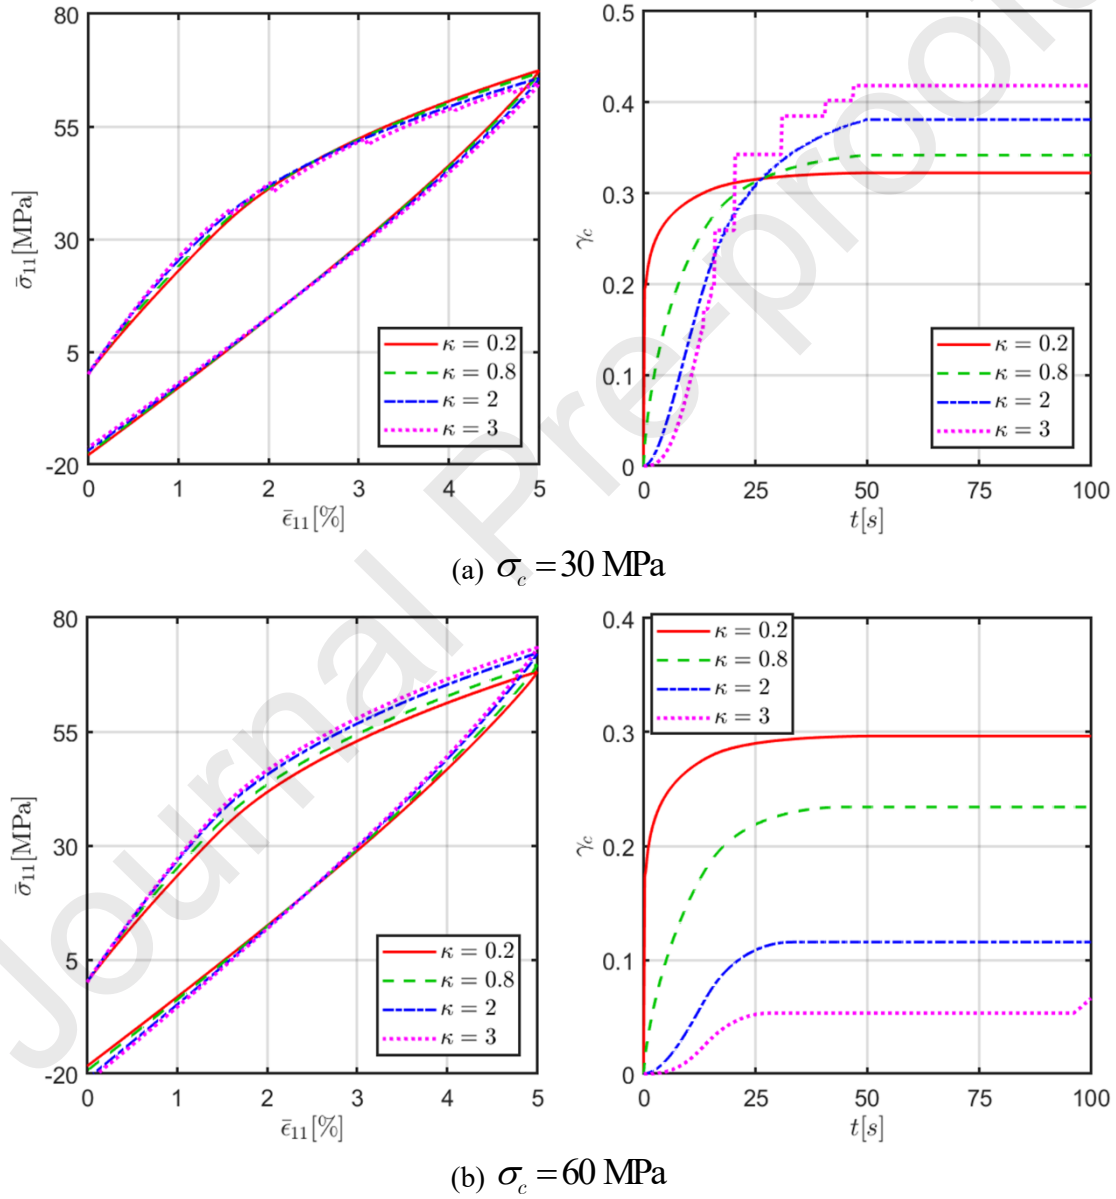 80
55
30
5
-20
σ̄₁₁[MPa]
0 1 2 3 4 5
ε̄₁₁[%]
κ = 0.2
κ = 0.8
κ = 2
κ = 3
0.5
0.4
0.3
0.2
0.1
0
γ_c
0 25 50 75 100
t[s]
κ = 0.2
κ = 0.8
κ = 2
κ = 3
(a) σ_c = 30 MPa
80
55
30
5
-20
σ̄₁₁[MPa]
0 1 2 3 4 5
ε̄₁₁[%]
κ = 0.2
κ = 0.8
κ = 2
κ = 3
0.4
0.3
0.2
0.1
0
γ_c
0 25 50 75 100
t[s]
κ = 0.2
κ = 0.8
κ = 2
κ = 3
(b) σ_c = 60 MPa
Journal Pre-proof